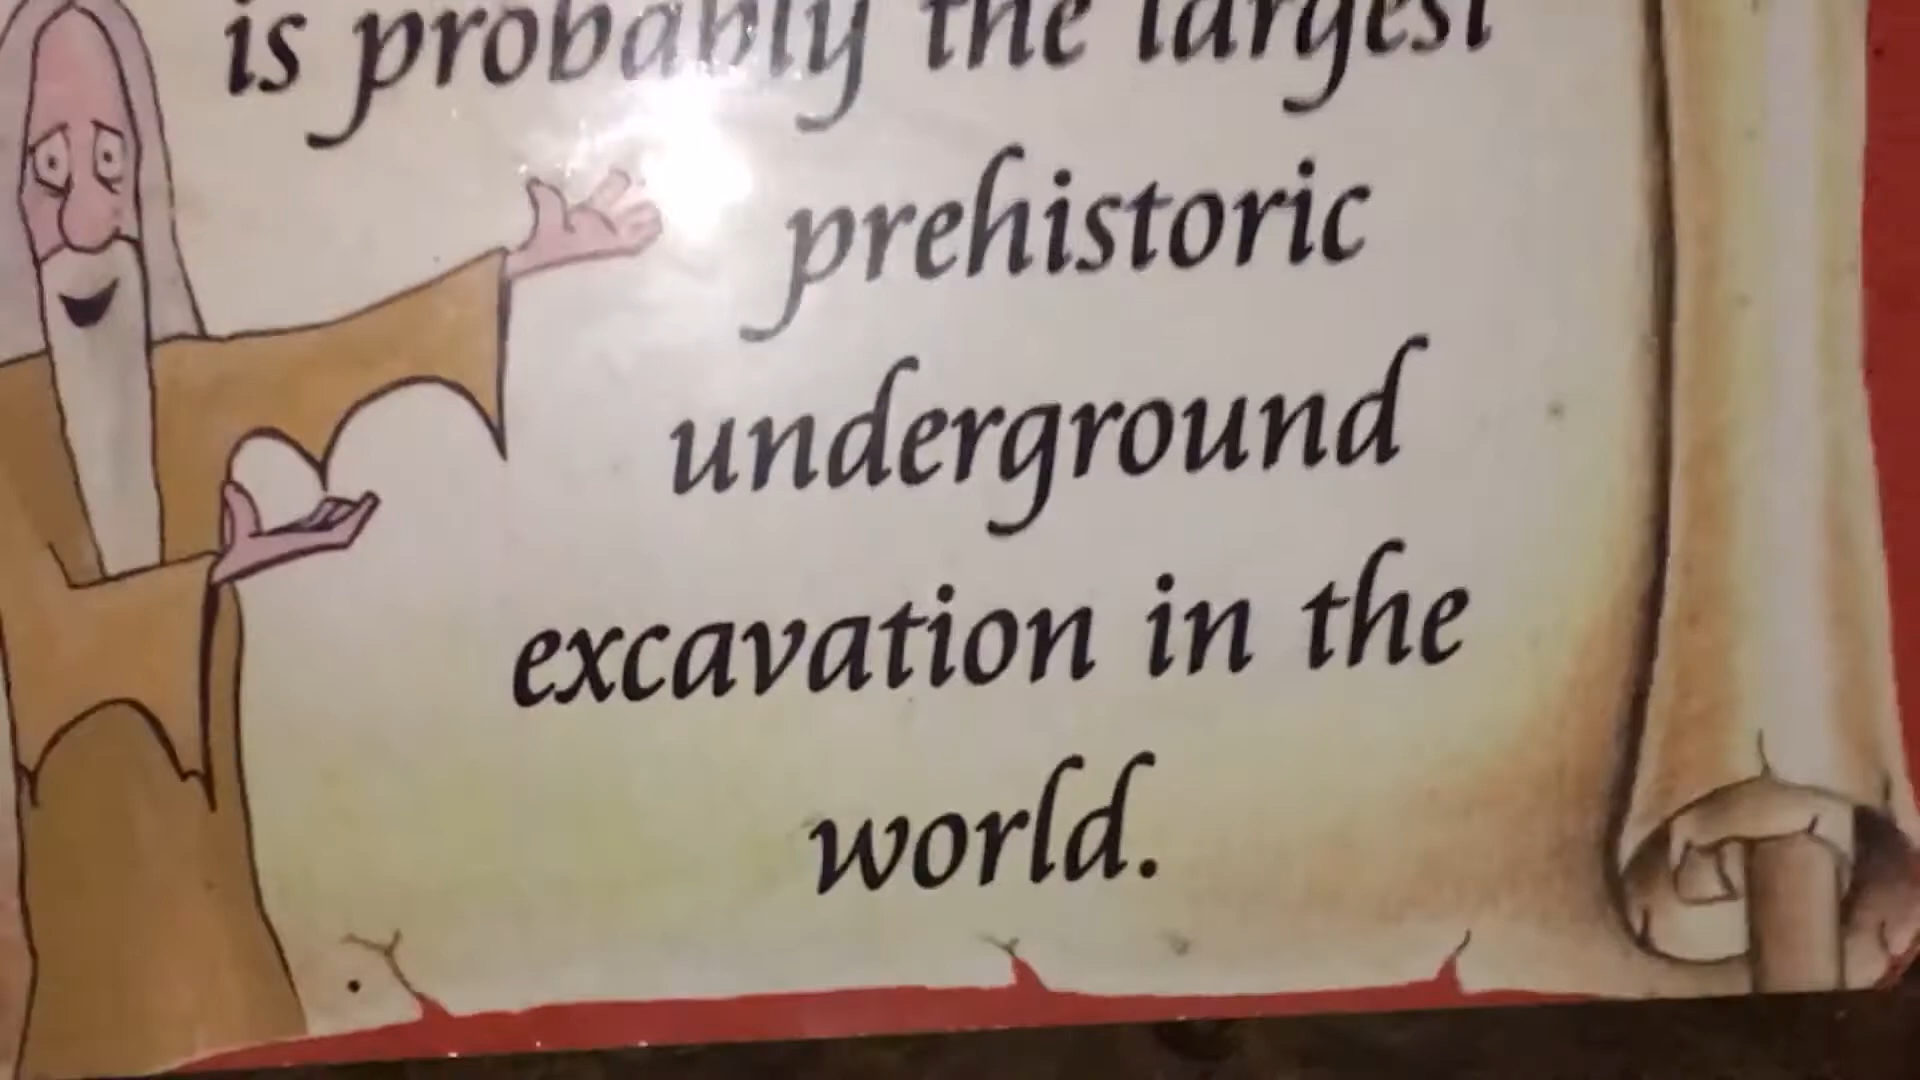 is probably the largest
prehistoric
underground
excavation in the
world.